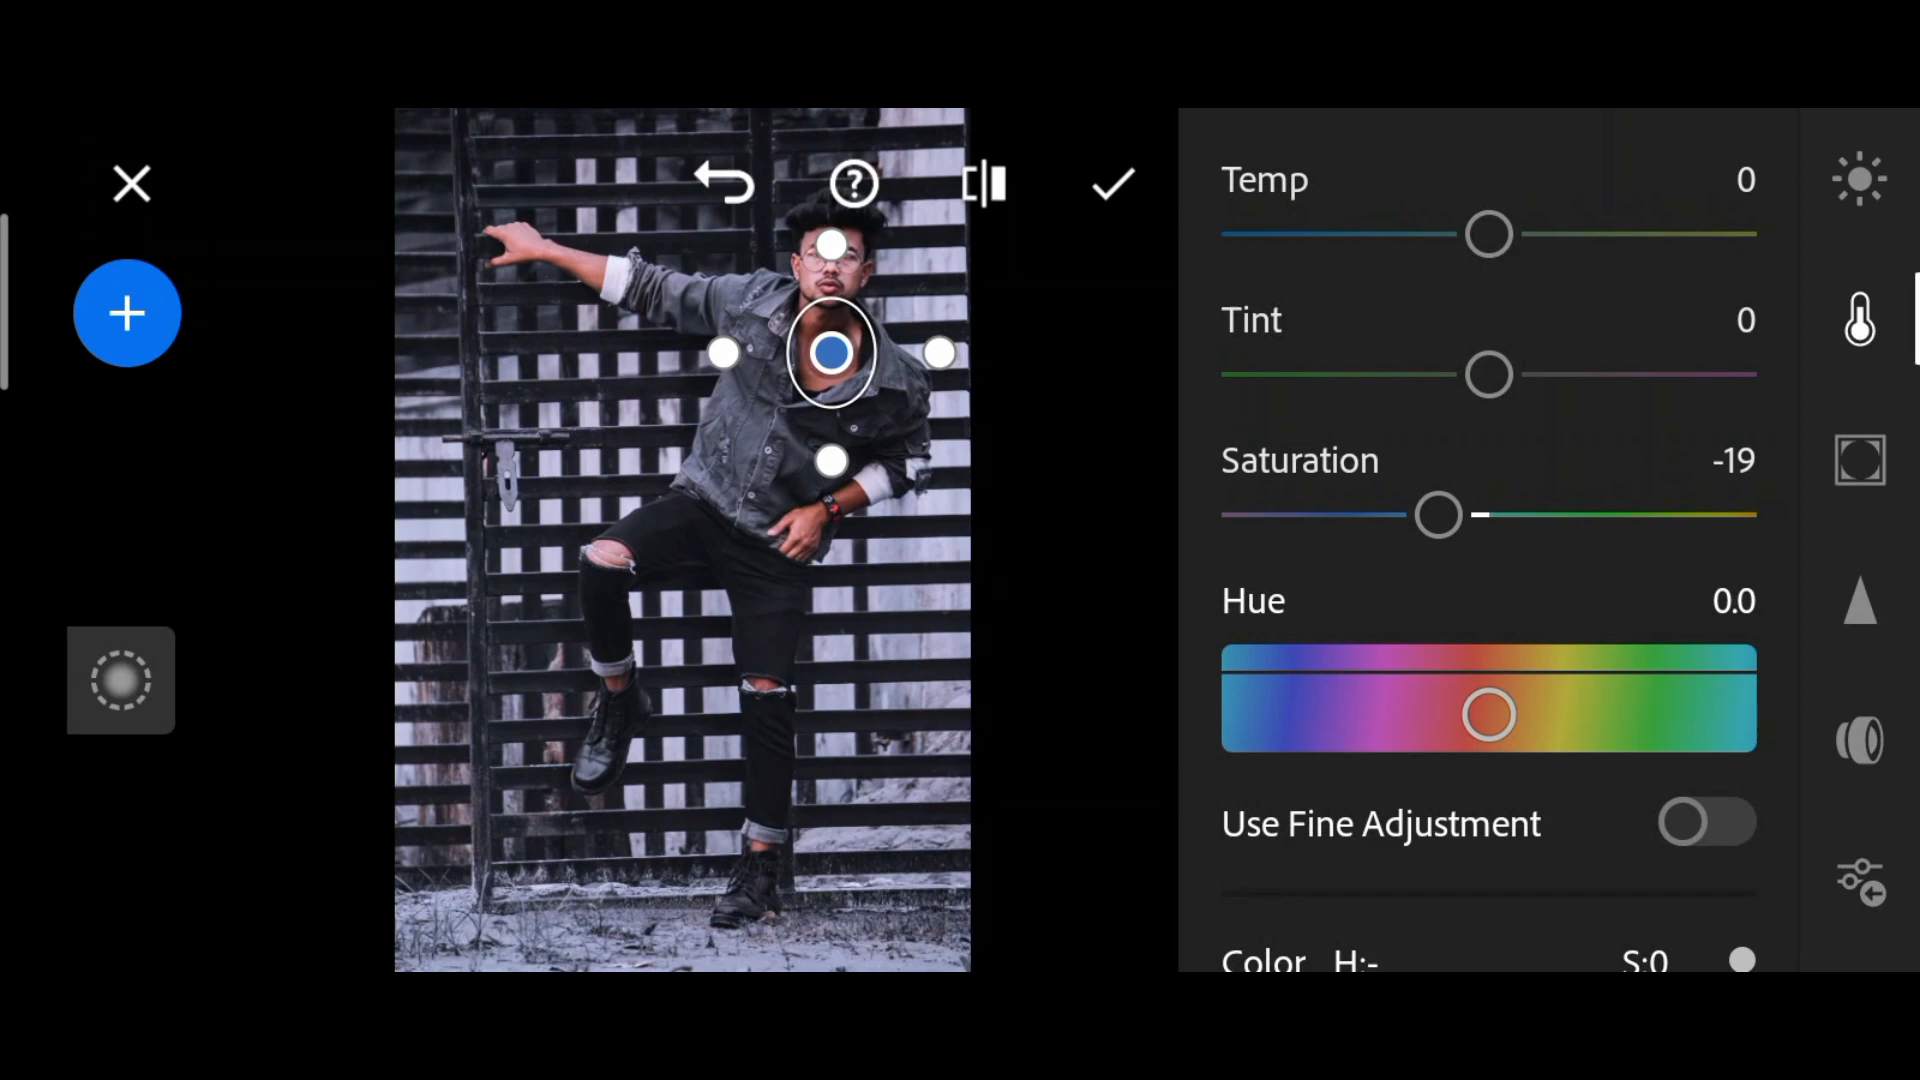 Temp 0
Tint 0
Saturation -19
Hue 0.0
Use Fine Adjustment
Color H:- S:0